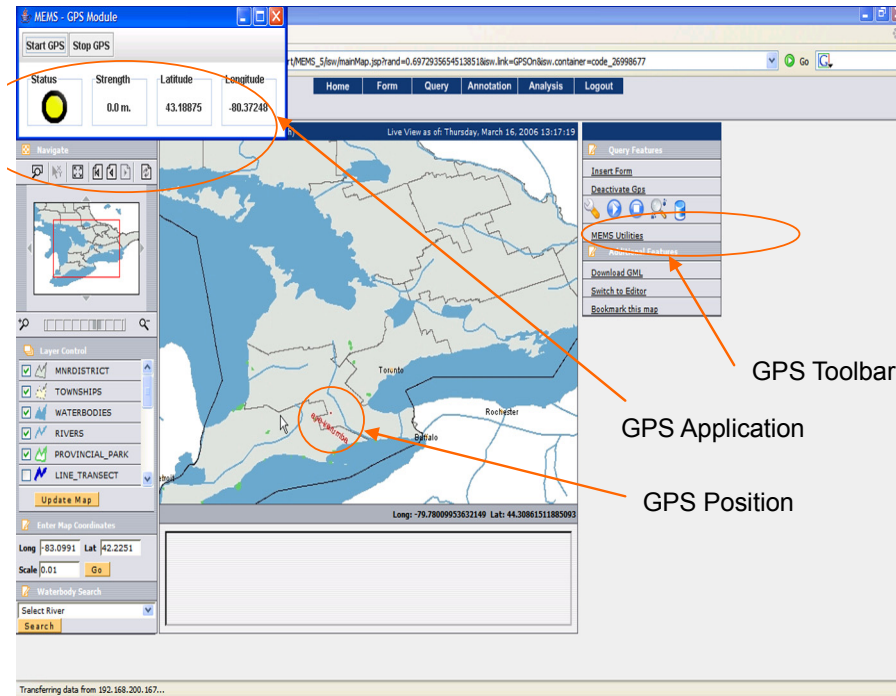 MEMS - GPS Module
Start GPS Stop GPS
Status Strength Latitude Longitude
0.0 m. 43.18875 -80.37248
rt/MEMS_5/isw/mainMap.jsp?rand=0.6972935654513851&isw.link=GPSOn&isw.container=code_26998677
Go
Home Form Query Annotation Analysis Logout
Live View as of: Thursday, March 16, 2006 13:17:19
Navigate
Query Features
Insert Form
Deactivate Gps
MEMS Utilities
Additional Features
Download GML
Switch to Editor
Bookmark this map
Layer Control
MNRDISTRICT
TOWNSHIPS
WATERBODIES
RIVERS
PROVINCIAL_PARK
LINE_TRANSECT
Update Map
Toronto
Rochester
Buffalo
GPS Toolbar
GPS Application
GPS Position
Long: -79.78009953632149 Lat: 44.30861511885093
Enter Map Coordinates
Long -83.0991 Lat 42.2251
Scale 0.01 Go
Waterbody Search
Select River
Search
Transferring data from 192.168.200.167...